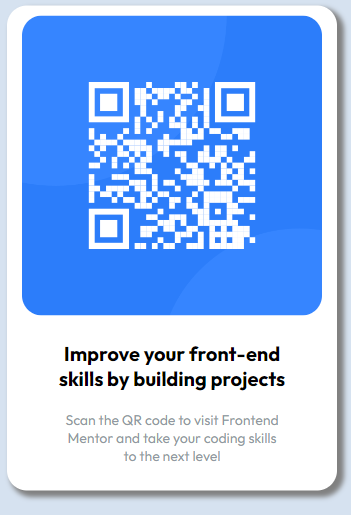 Improve your front-end
skills by building projects
Scan the QR code to visit Frontend
Mentor and take your coding skills
to the next level